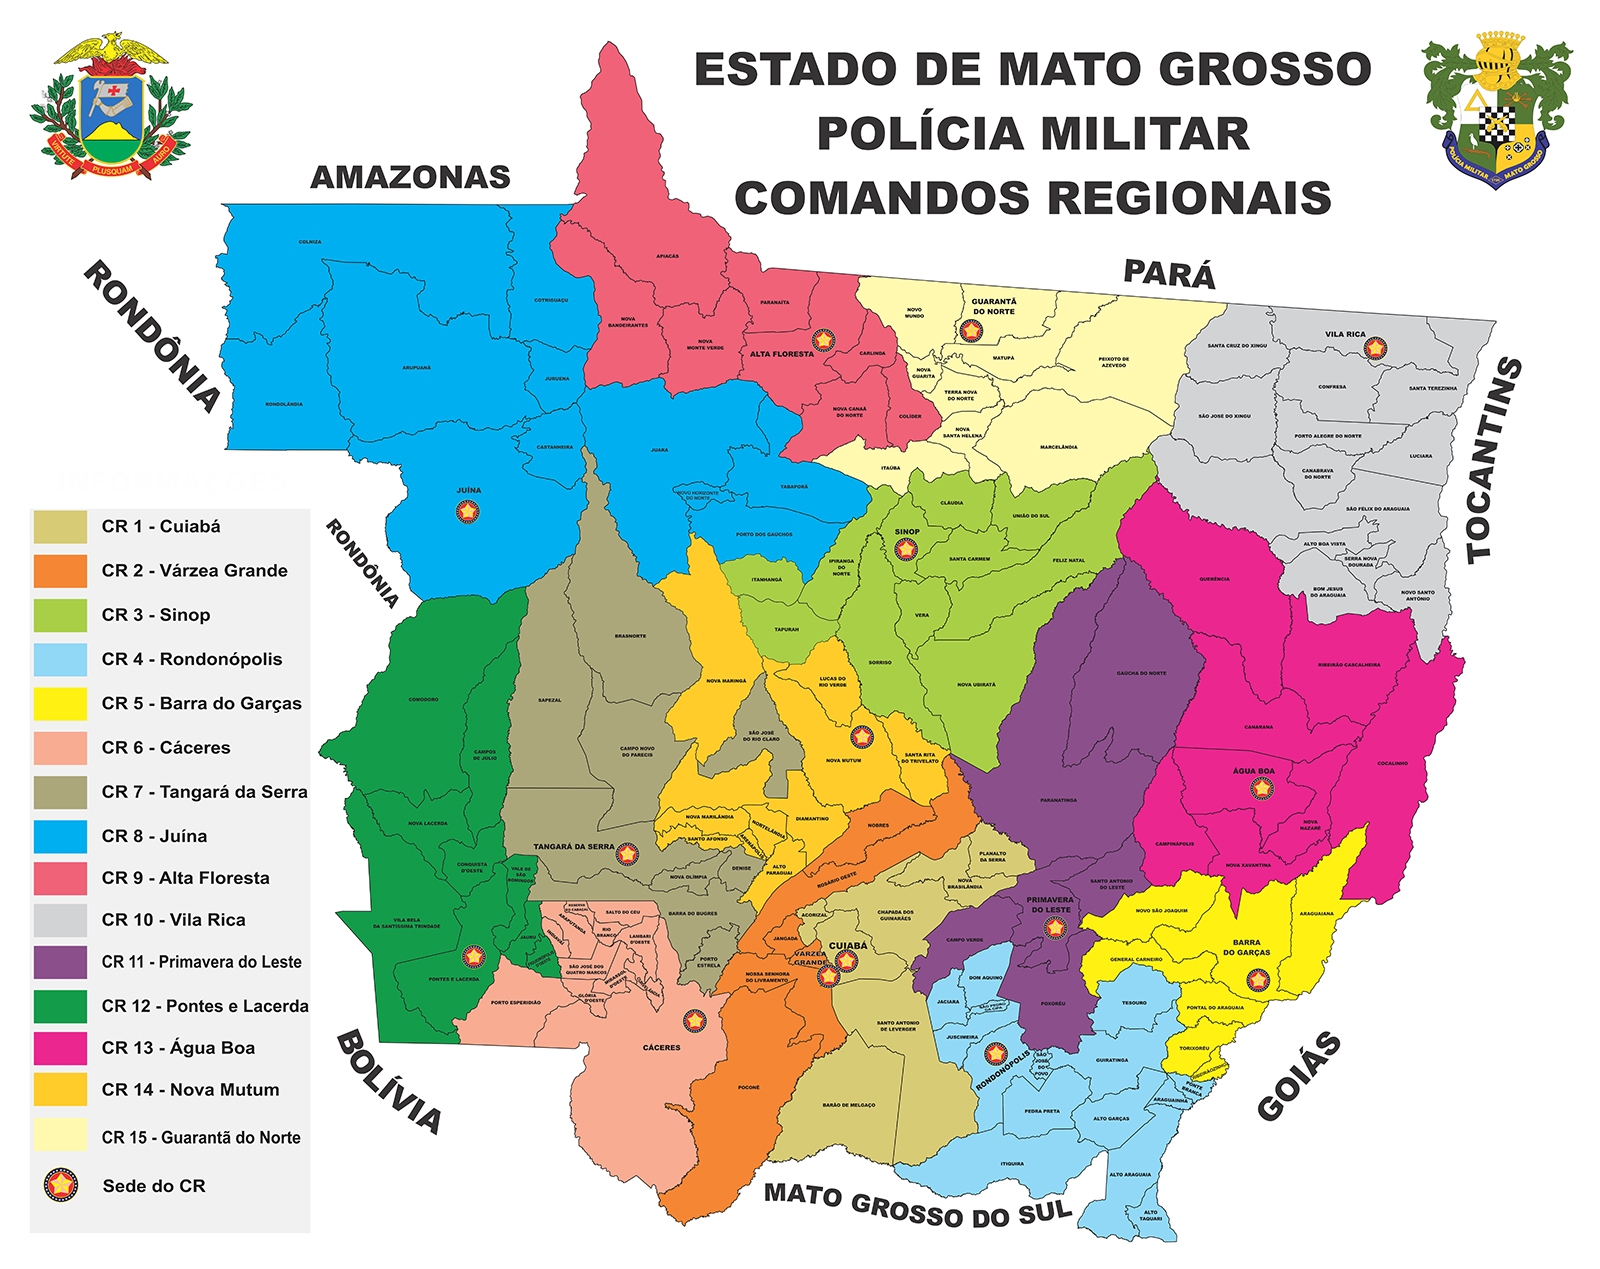 ESTADO DE MATO GROSSO
POLÍCIA MILITAR
COMANDOS REGIONAIS
VIRTUTE PLUSQUAM AURO
POLÍCIA MILITAR MATO GROSSO
AMAZONAS
RONDÔNIA
PARÁ
TOCANTINS
RONDÔNIA
BOLÍVIA
GOIÁS
MATO GROSSO DO SUL
CR 1 - Cuiabá
CR 2 - Várzea Grande
CR 3 - Sinop
CR 4 - Rondonópolis
CR 5 - Barra do Garças
CR 6 - Cáceres
CR 7 - Tangará da Serra
CR 8 - Juína
CR 9 - Alta Floresta
CR 10 - Vila Rica
CR 11 - Primavera do Leste
CR 12 - Pontes e Lacerda
CR 13 - Água Boa
CR 14 - Nova Mutum
CR 15 - Guarantã do Norte
Sede do CR
COLNIZA
COTRIGUAÇU
ARUPUANÃ
RONDOLÂNDIA
JURUENA
CASTANHEIRA
JUÍNA
JUARA
NOVO HORIZONTE
DO NORTE
TABAPORÃ
PORTO DOS GAÚCHOS
APIACÁS
NOVA
BANDEIRANTES
NOVA
MONTE VERDE
PARANAÍTA
ALTA FLORESTA
CARLINDA
NOVA CANAÃ
DO NORTE
COLÍDER
NOVO
MUNDO
GUARANTÃ
DO NORTE
MATUPA
PEIXOTO DE
AZEVEDO
NOVA
GUARITA
TERRA NOVA
DO NORTE
NOVA
SANTA HELENA
MARCELÂNDIA
ITAÚBA
SANTA CRUZ DO XINGU
VILA RICA
CONFRESA
SANTA TEREZINHA
SÃO JOSÉ DO XINGU
PORTO ALEGRE DO NORTE
LUCIARA
CANABRAVA
DO NORTE
SÃO FÉLIX DO ARAGUAIA
ALTO BOA VISTA
SERRA NOVA
DOURADA
BOM JESUS
DO ARAGUAIA
NOVO SANTO
ANTÔNIO
CLÁUDIA
UNIÃO DO SUL
SINOP
SANTA CARMEM
FELIZ NATAL
IPIRANGA
DO
NORTE
ITANHANGÁ
TAPURAH
VERA
SORRISO
NOVA UBIRATÃ
QUERÊNCIA
RIBEIRÃO CASCALHEIRA
CANARANA
ÁGUA BOA
COCALINHO
NOVA
NAZARÉ
CAMPINÁPOLIS
NOVA XAVANTINA
GAÚCHA DO NORTE
PARANATINGA
SANTO ANTONIO
DO LESTE
PRIMAVERA
DO LESTE
CAMPO VERDE
POXORÉU
BRASNORTE
SAPEZAL
CAMPO NOVO
DO PARECIS
SÃO JOSÉ
DO RIO CLARO
TANGARÁ DA SERRA
NOVA OLÍMPIA
DENISE
BARRA DO BUGRES
PORTO
ESTRELA
NOVA MARINGÁ
LUCAS DO
RIO VERDE
NOVA MUTUM
SANTA RITA
DO TRIVELATO
NOVA MARILÂNDIA
SANTO AFONSO
NORTELÂNDIA
ARENÁPOLIS
DIAMANTINO
ALTO
PARAGUAI
COMODORO
CAMPOS
DE JÚLIO
NOVA LACERDA
CONQUISTA
D'OESTE
VALE DE
SÃO
DOMINGOS
VILA BELA
DA SANTÍSSIMA TRINDADE
JAURU
PONTES E LACERDA
RESERVA
DO CABAÇAL
SALTO DO CEU
ARAPUTANGA
RIO
BRANCO
LAMBARI
D'OESTE
INDIAVAÍ
SÃO JOSÉ DOS
QUATRO MARCOS
MIRASSOL
D'OESTE
GLÓRIA
D'OESTE
PORTO ESPERIDIÃO
CÁCERES
NOBRES
ROSÁRIO OESTE
JANGADA
VÁRZEA
GRANDE
NOSSA SENHORA
DO LIVRAMENTO
POCONÉ
ACORIZAL
CUIABÁ
CHAPADA DOS
GUIMARÃES
NOVA
BRASILÂNDIA
PLANALTO
DA SERRA
SANTO ANTONIO
DE LEVERGER
BARÃO DE MELGAÇO
NOVO SÃO JOAQUIM
ARAGUAIANA
BARRA
DO GARÇAS
GENERAL CARNEIRO
PONTAL DO ARAGUAIA
TORIXORÉU
RIBEIRÃOZINHO
DOM AQUINO
JACIARA
SÃO PEDRO
DA CIPA
JUSCIMEIRA
RONDONÓPOLIS
SÃO
JOSÉ
DO
POVO
TESOURO
GUIRATINGA
PONTE
BRANCA
ARAGUAINHA
PEDRA PRETA
ALTO GARÇAS
ITIQUIRA
ALTO ARAGUAIA
ALTO
TAQUARI